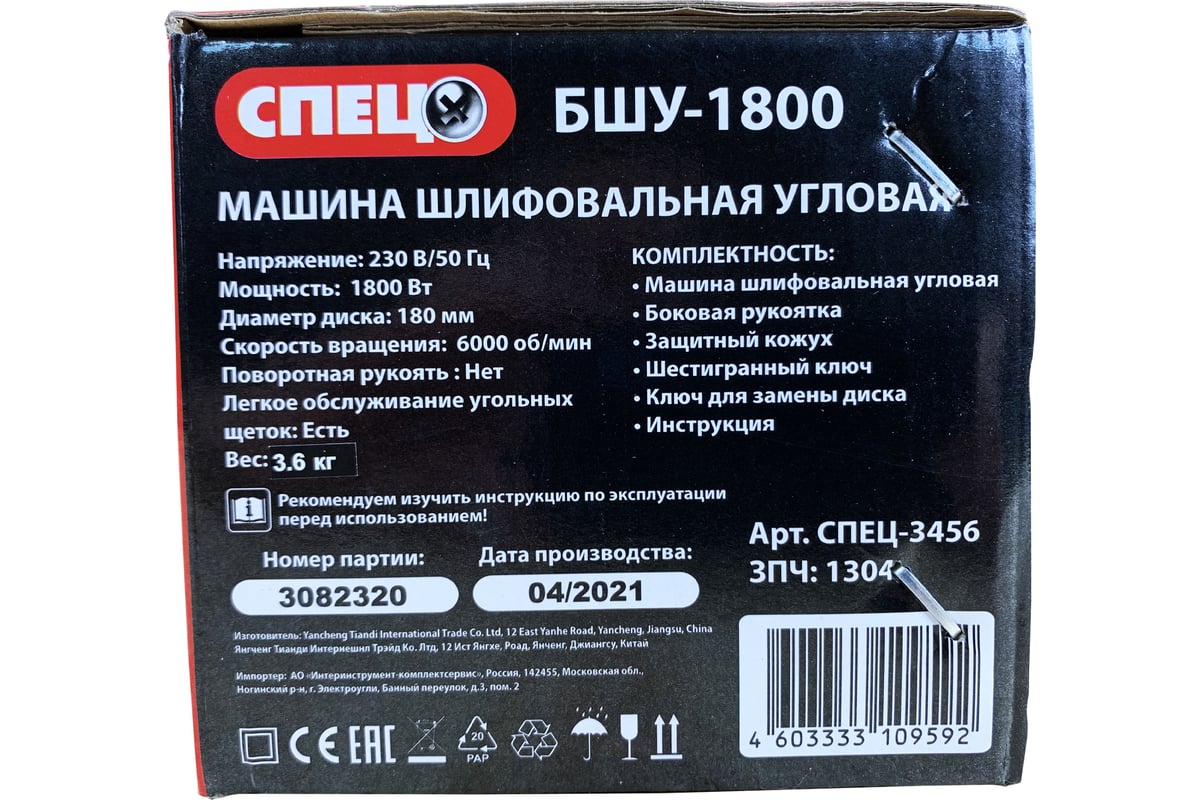 СПЕЦ
БШУ-1800
МАШИНА ШЛИФОВАЛЬНАЯ УГЛОВАЯ
Напряжение: 230 В/50 Гц
Мощность: 1800 Вт
Диаметр диска: 180 мм
Скорость вращения: 6000 об/мин
Поворотная рукоять : Нет
Легкое обслуживание угольных
щеток: Есть
Вес: 3.6 кг
КОМПЛЕКТНОСТЬ:
• Машина шлифовальная угловая
• Боковая рукоятка
• Защитный кожух
• Шестигранный ключ
• Ключ для замены диска
• Инструкция
Рекомендуем изучить инструкцию по эксплуатации
перед использованием!
Номер партии:
3082320
Дата производства:
04/2021
Арт. СПЕЦ-3456
ЗПЧ: 1304
Изготовитель: Yancheng Tiandi International Trade Co. Ltd, 12 East Yanhe Road, Yancheng, Jiangsu, China
Янгченг Тианди Интернешнл Трэйд Ко. Лтд, 12 Ист Янгхе, Роад, Янченг, Джиангсу, Китай
Импортер: АО «Интеринструмент-комплектсервис», Россия, 142455, Московская обл.,
Ногинский р-н, г. Электроугли, Банный переулок, д.3, пом. 2
CE EAC
20
PAP
4 603333 109592